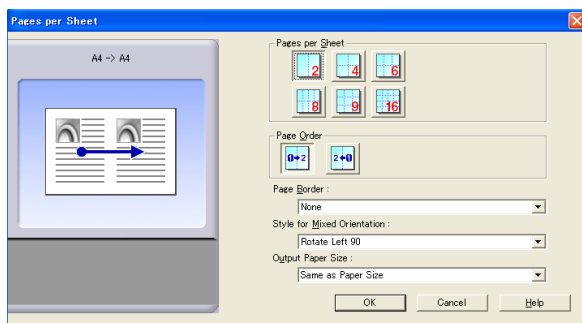 Pages per Sheet
A4 -> A4
Pages per Sheet
2 4 6
8 9 16
Page Order
1→2 2←1
Page Border :
None
Style for Mixed Orientation :
Rotate Left 90
Output Paper Size :
Same as Paper Size
OK Cancel Help